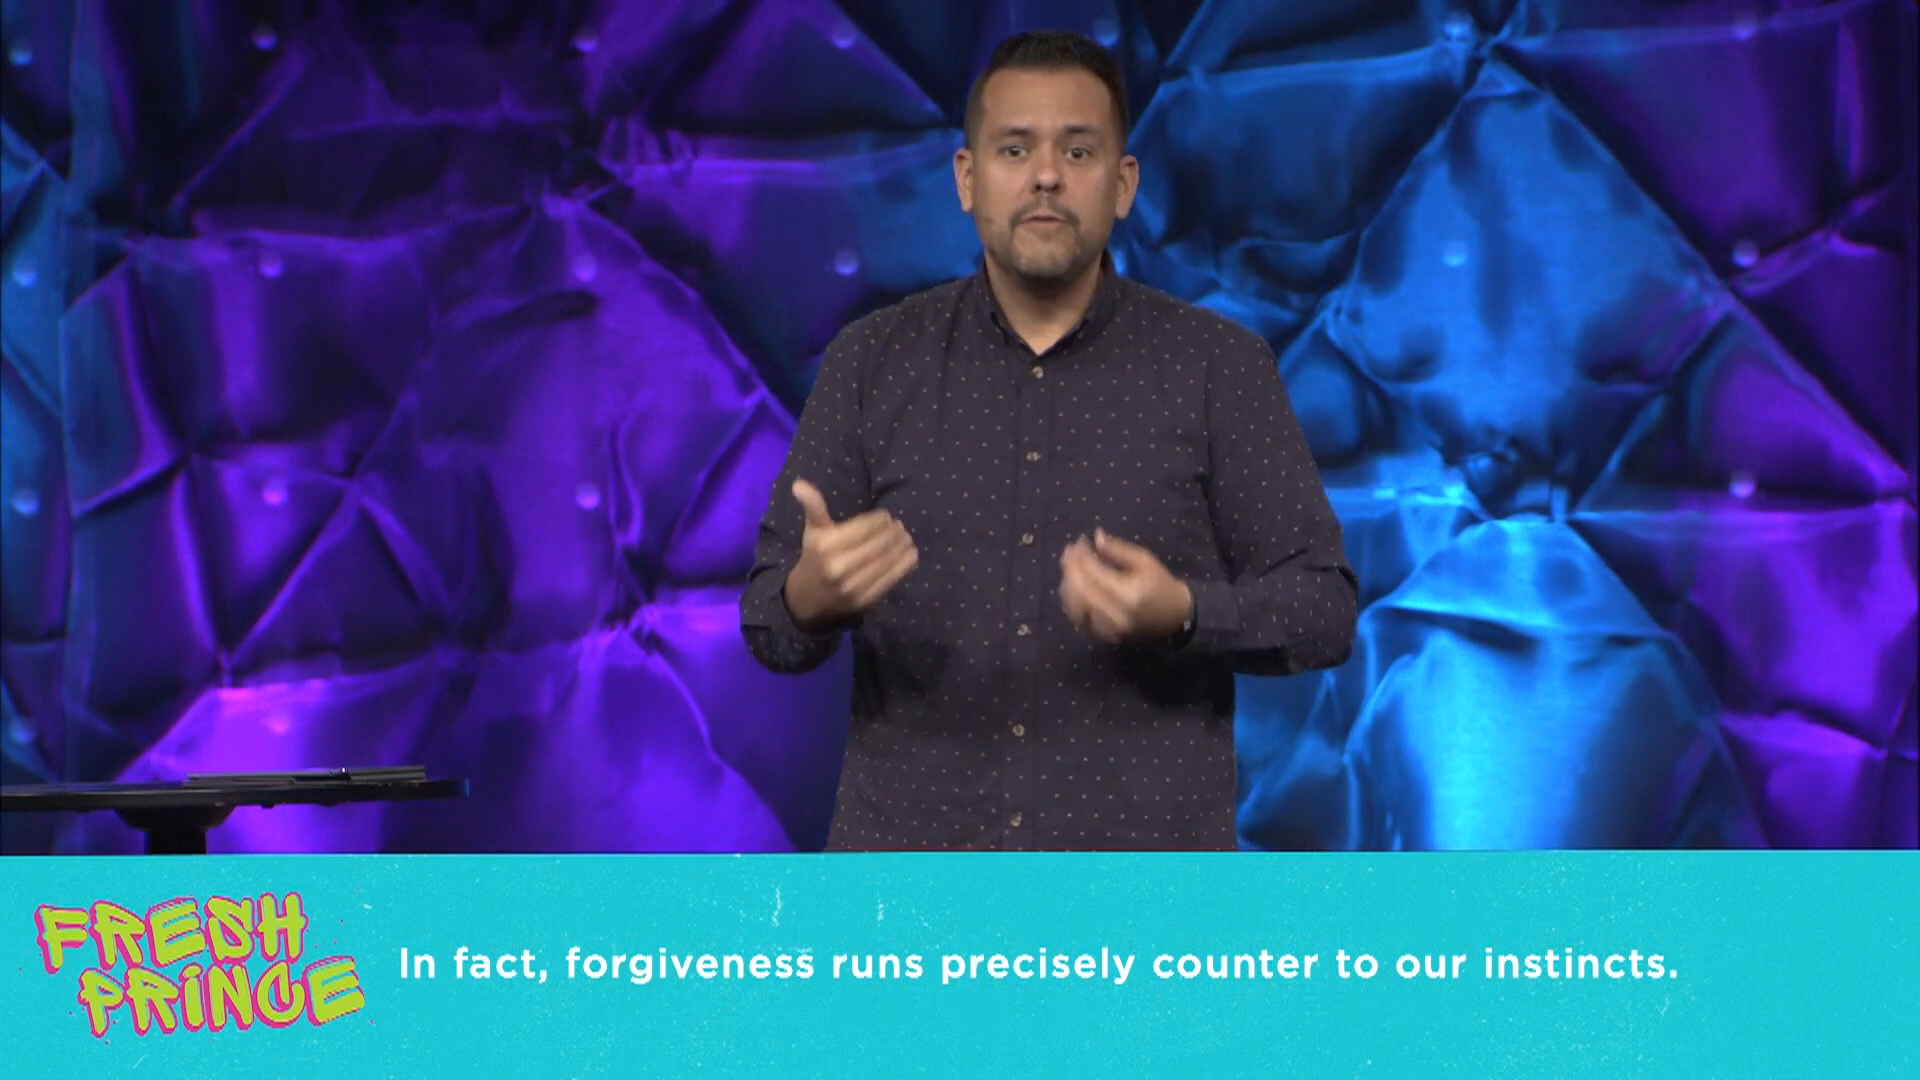 FRESH
PRINCE
In fact, forgiveness runs precisely counter to our instincts.